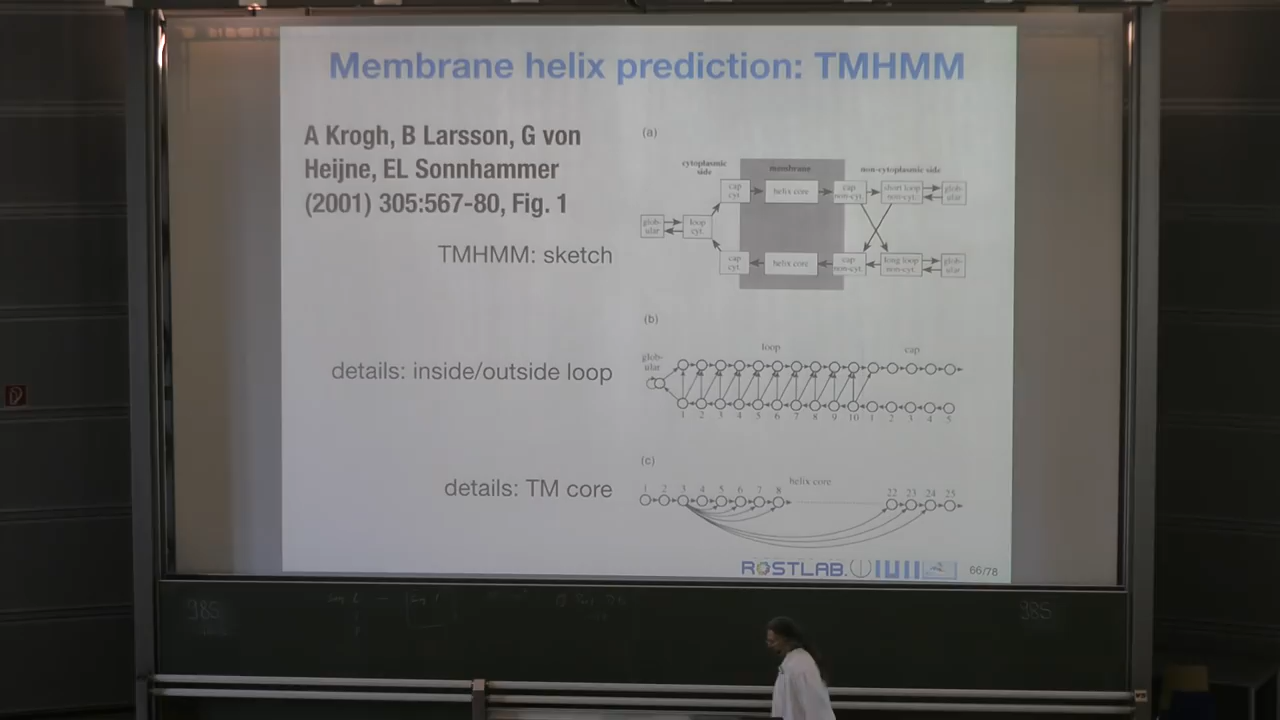 Membrane helix prediction: TMHMM
A Krogh, B Larsson, G von
Heijne, EL Sonnhammer
(2001) 305:567-80, Fig. 1
TMHMM: sketch
(a)
cytoplasmic
side
membrane
non-cytoplasmic side
cap
cyt.
helix core
cap
non-cyt.
short loop
non-cyt.
glob-
ular
glob-
ular
loop
cyt.
cap
cyt.
helix core
cap
non-cyt.
long loop
non-cyt.
glob-
ular
details: inside/outside loop
(b)
loop
cap
glob-
ular
1 2 3 4 5 6 7 8 9 10 1 2 3 4 5
details: TM core
(c)
helix core
1 2 3 4 5 6 7 8 22 23 24 25
ROSTLAB.
66/78
985
985